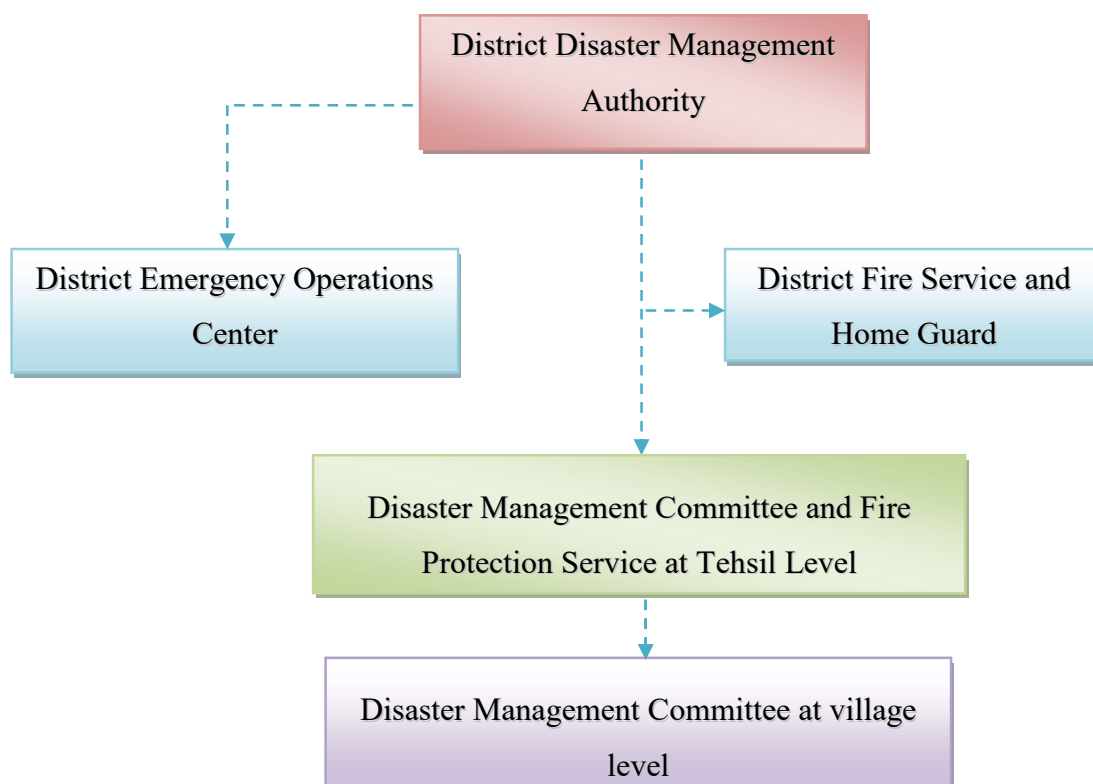 District Disaster Management
Authority
District Emergency Operations
Center
District Fire Service and
Home Guard
Disaster Management Committee and Fire
Protection Service at Tehsil Level
Disaster Management Committee at village
level